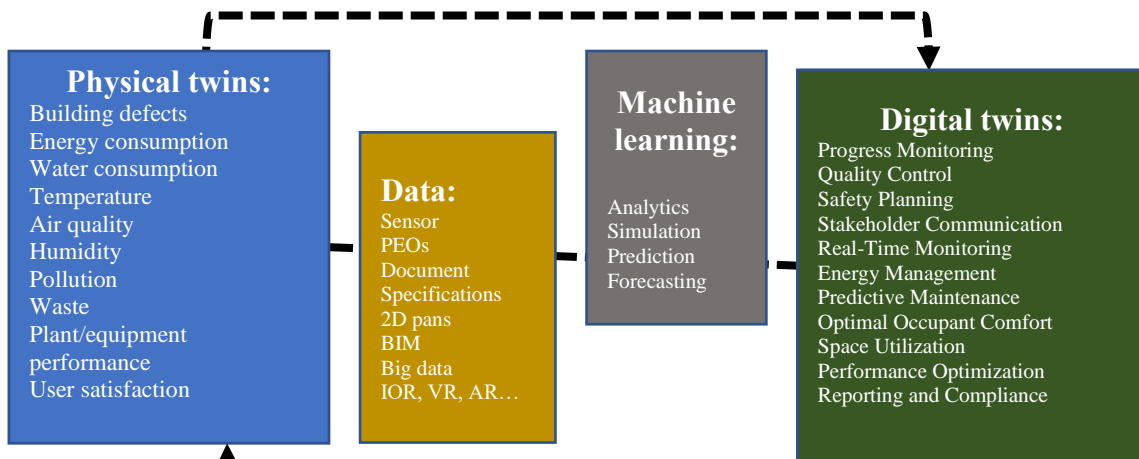 Physical twins:
Building defects
Energy consumption
Water consumption
Temperature
Air quality
Humidity
Pollution
Waste
Plant/equipment
performance
User satisfaction
Data:
Sensor
PEOs
Document
Specifications
2D pans
BIM
Big data
IOR, VR, AR…
Machine
learning:
Analytics
Simulation
Prediction
Forecasting
Digital twins:
Progress Monitoring
Quality Control
Safety Planning
Stakeholder Communication
Real-Time Monitoring
Energy Management
Predictive Maintenance
Optimal Occupant Comfort
Space Utilization
Performance Optimization
Reporting and Compliance